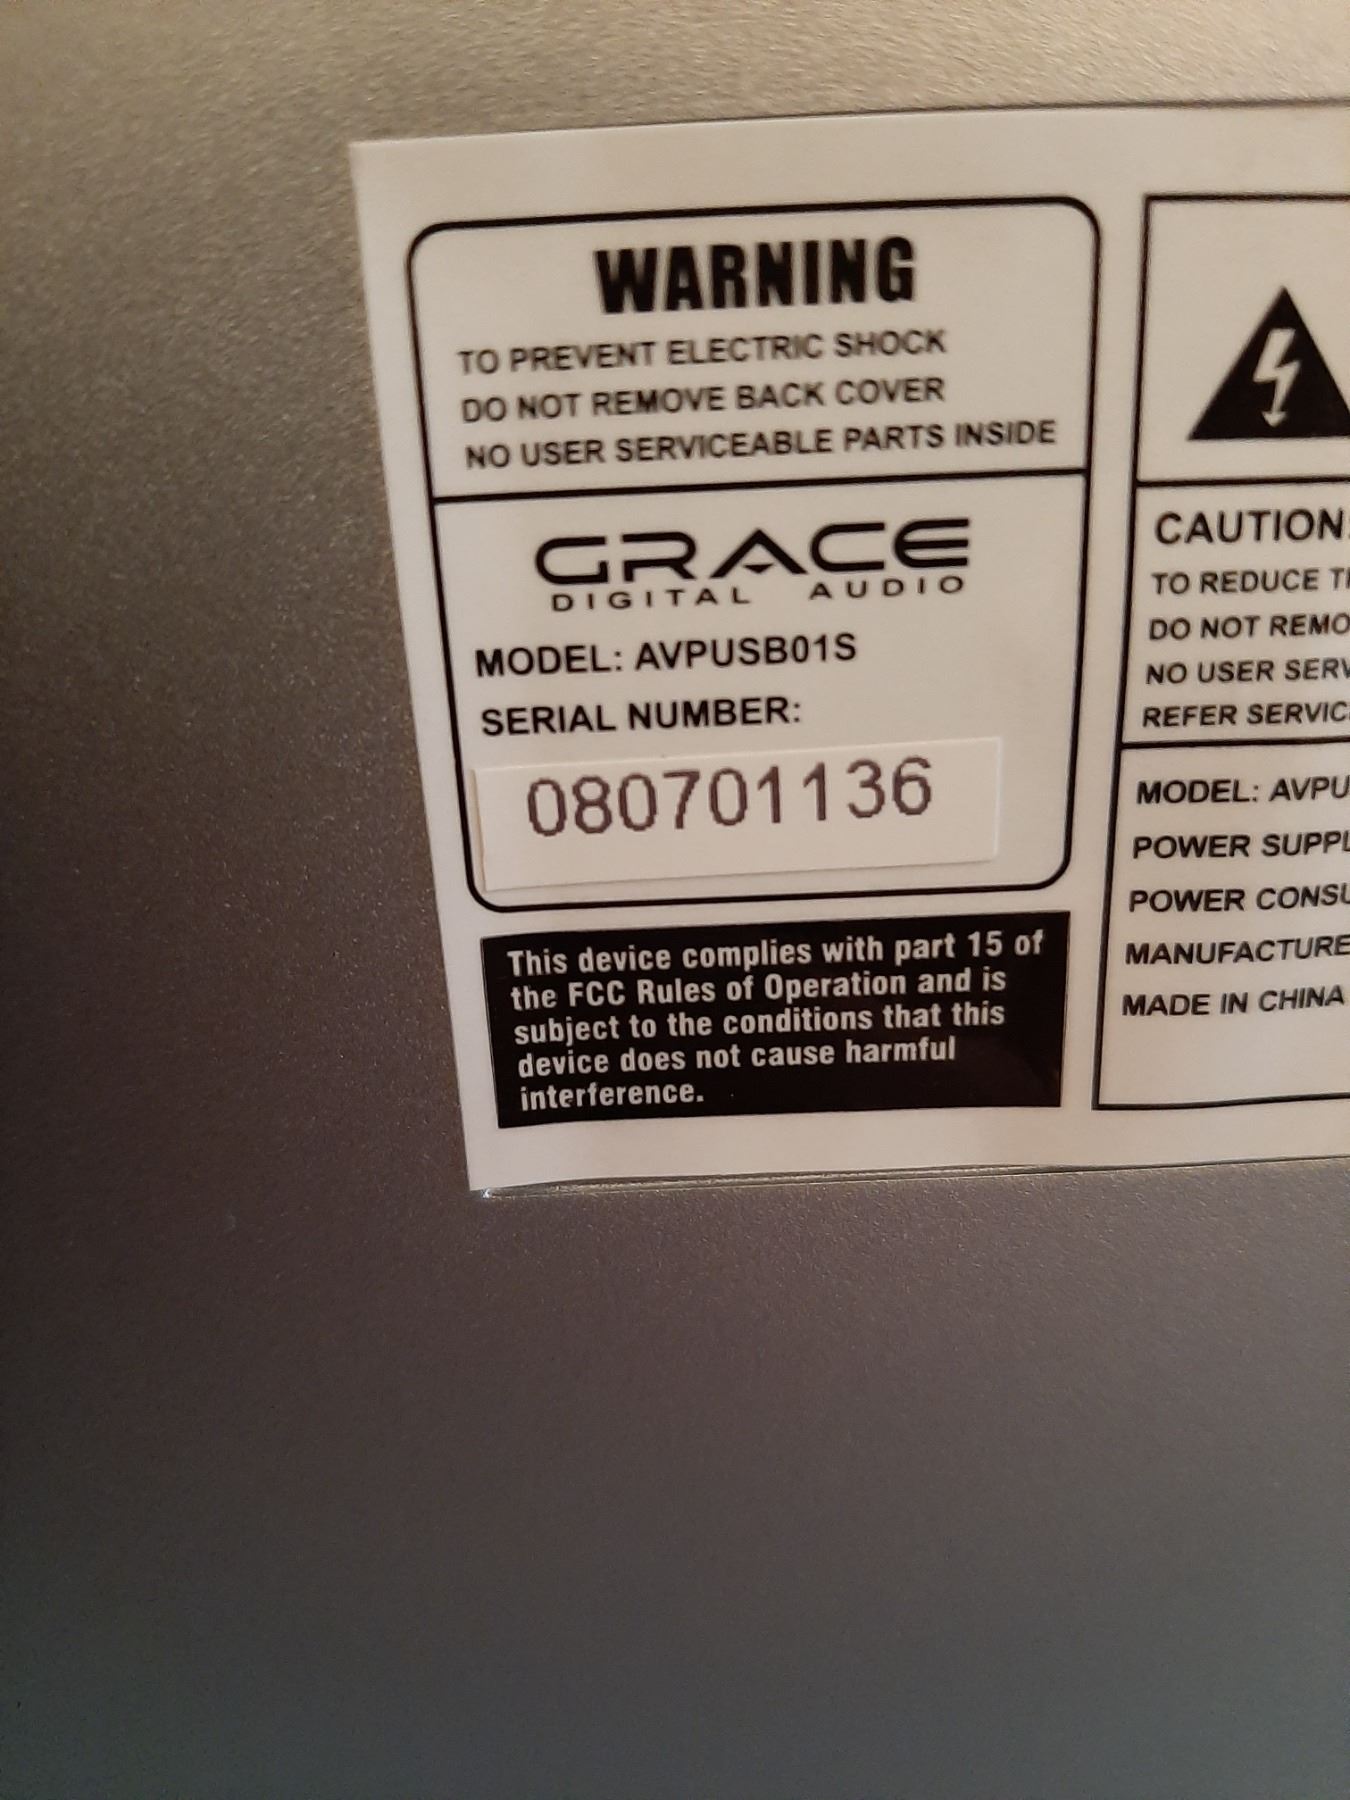 WARNING
TO PREVENT ELECTRIC SHOCK
DO NOT REMOVE BACK COVER
NO USER SERVICEABLE PARTS INSIDE
GRACE
DIGITAL AUDIO
MODEL: AVPUSB01S
SERIAL NUMBER:
080701136
This device complies with part 15 of
the FCC Rules of Operation and is
subject to the conditions that this
device does not cause harmful
interference.
CAUTION:
TO REDUCE
DO NOT
NO USER
REFER
MODEL:
POWER
POWER
MADE IN CHINA